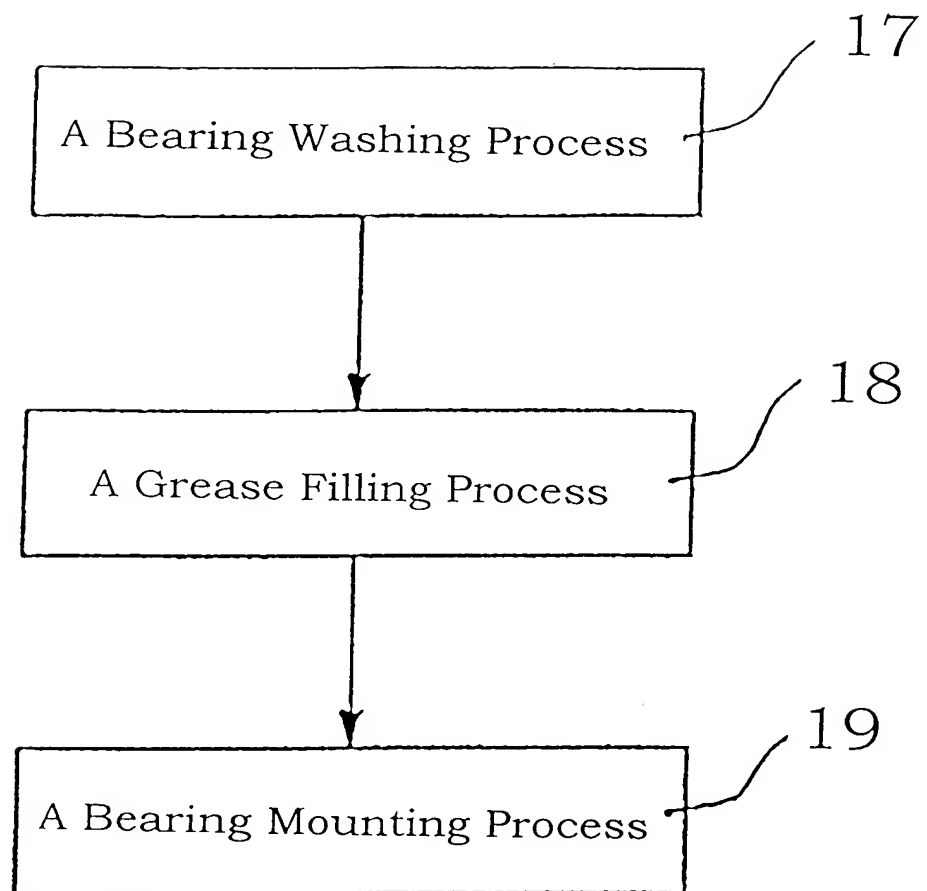 17
A Bearing Washing Process
18
A Grease Filling Process
19
A Bearing Mounting Process